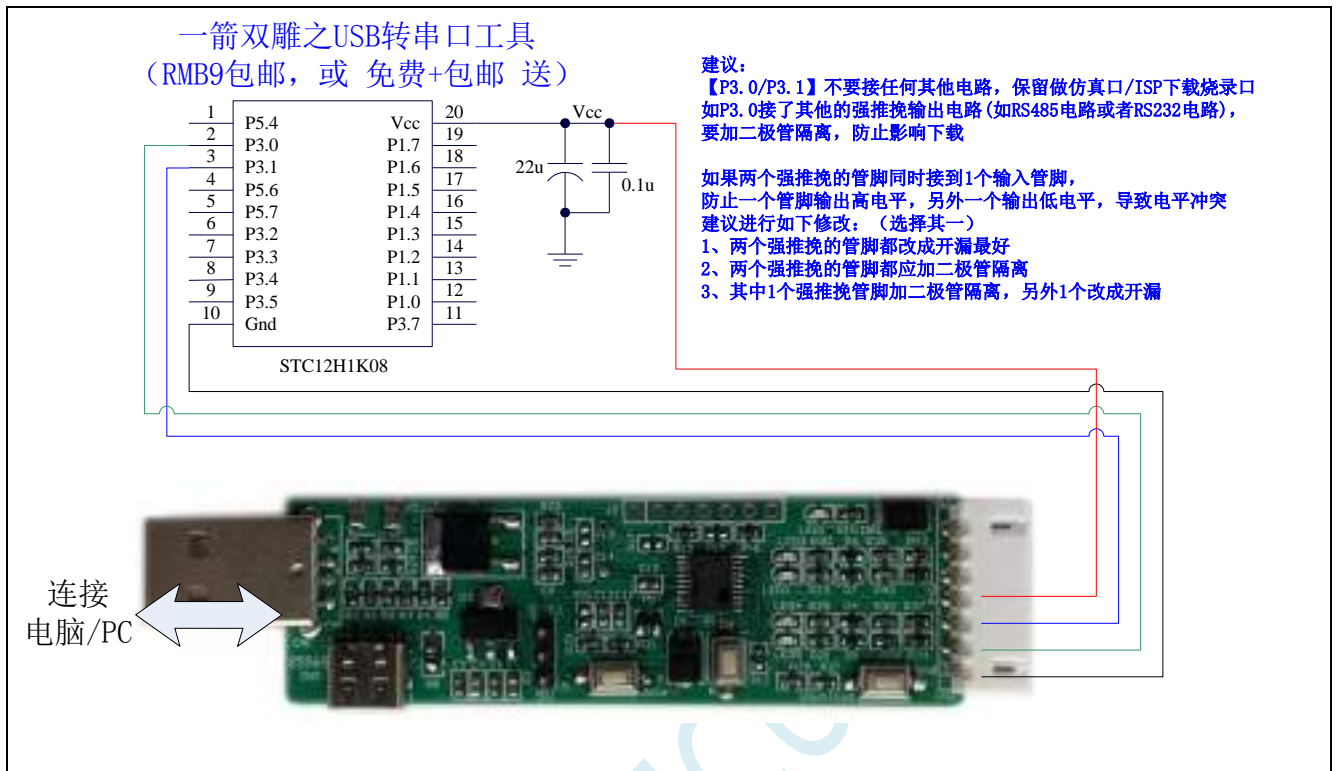 一箭双雕之USB转串口工具
（RMB9包邮，或 免费+包邮 送）
建议：
【P3.0/P3.1】不要接任何其他电路，保留做仿真口/ISP下载烧录口
如P3.0接了其他的强推挽输出电路(如RS485电路或者RS232电路)，
要加二极管隔离，防止影响下载
如果两个强推挽的管脚同时接到1个输入管脚，
防止一个管脚输出高电平，另外一个输出低电平，导致电平冲突
建议进行如下修改：（选择其一）
1、两个强推挽的管脚都改成开漏最好
2、两个强推挽的管脚都应加二极管隔离
3、其中1个强推挽管脚加二极管隔离，另外1个改成开漏
1 P5.4 Vcc 20 Vcc
2 P3.0 P1.7 19
3 P3.1 P1.6 18
4 P5.6 P1.5 17
5 P5.7 P1.4 16
6 P3.2 P1.3 15
7 P3.3 P1.2 14
8 P3.4 P1.1 13
9 P3.5 P1.0 12
10 Gnd P3.7 11
22u
0.1u
STC12H1K08
连接
电脑/PC